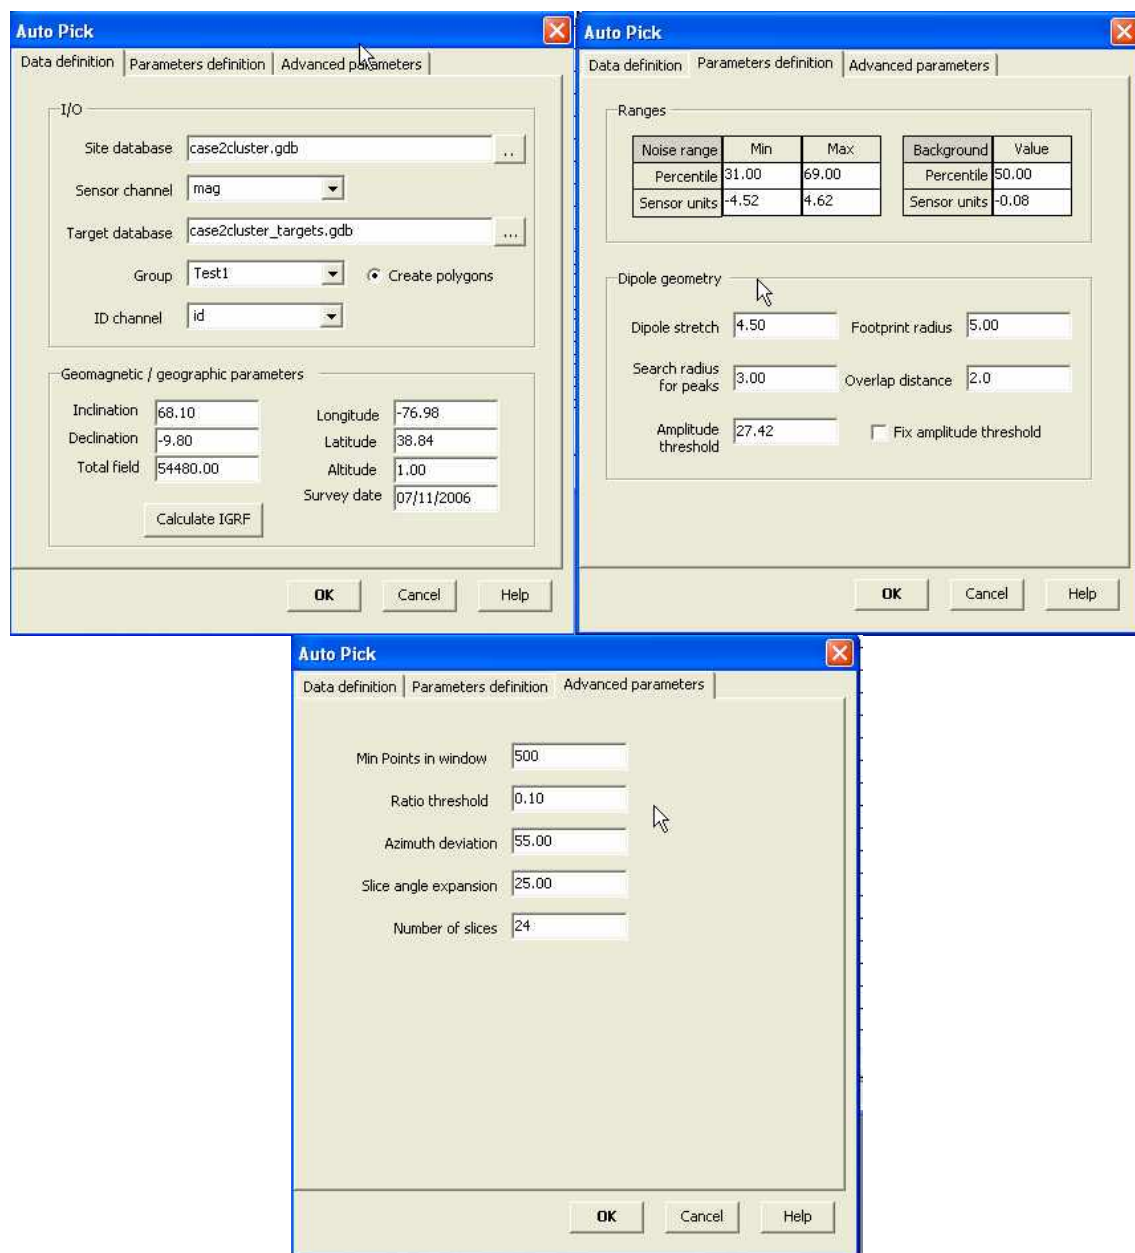 Auto Pick
Data definition Parameters definition Advanced parameters
I/O
Site database case2cluster.gdb ..
Sensor channel mag
Target database case2cluster_targets.gdb ...
Group Test1 Create polygons
ID channel id
Geomagnetic / geographic parameters
Inclination 68.10 Longitude -76.98
Declination -9.80 Latitude 38.84
Total field 54480.00 Altitude 1.00
Survey date 07/11/2006
Calculate IGRF
OK Cancel Help
Auto Pick
Data definition Parameters definition Advanced parameters
Ranges
Noise range Min Max Background Value
Percentile 31.00 69.00 Percentile 50.00
Sensor units -4.52 4.62 Sensor units -0.08
Dipole geometry
Dipole stretch 4.50 Footprint radius 5.00
Search radius
for peaks 3.00 Overlap distance 2.0
Amplitude
threshold 27.42 Fix amplitude threshold
OK Cancel Help
Auto Pick
Data definition Parameters definition Advanced parameters
Min Points in window 500
Ratio threshold 0.10
Azimuth deviation 55.00
Slice angle expansion 25.00
Number of slices 24
OK Cancel Help